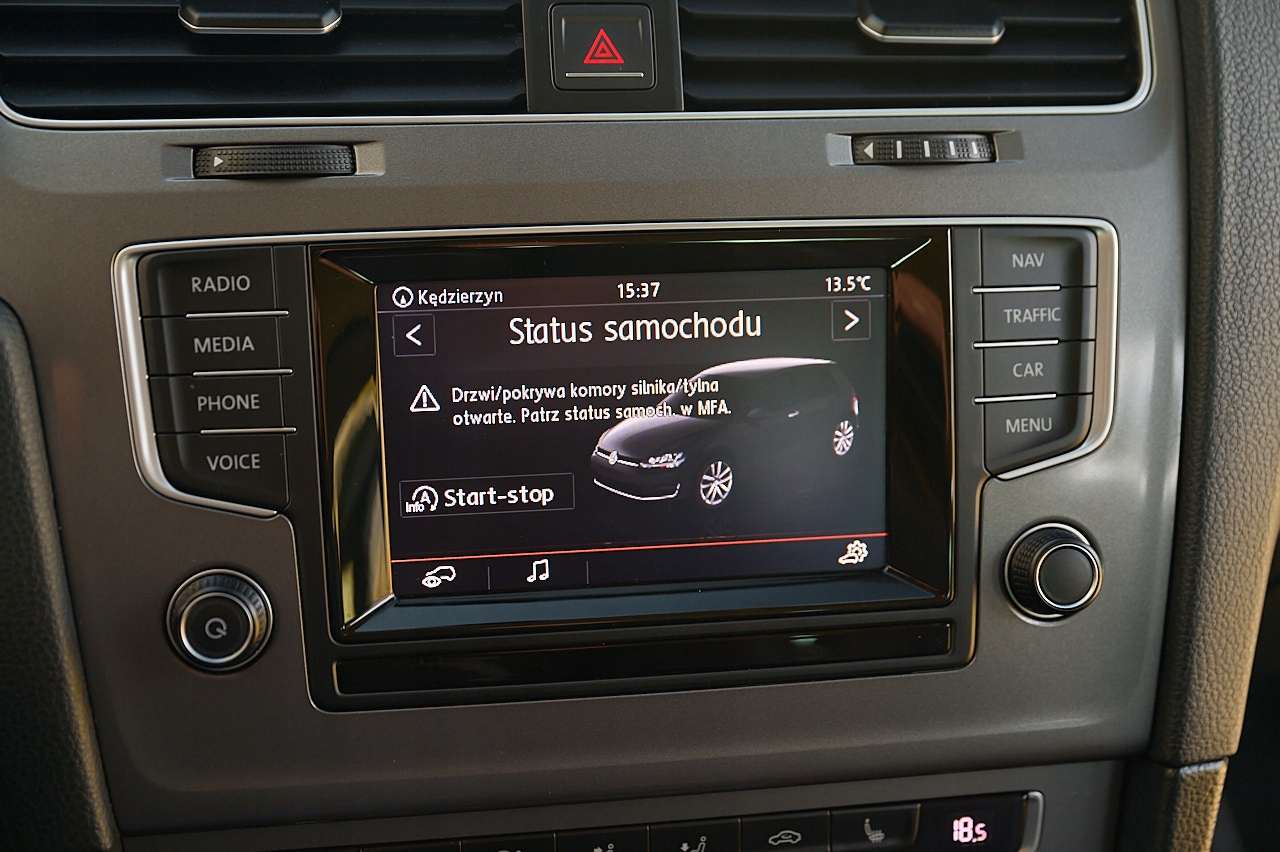 RADIO
MEDIA
PHONE
VOICE
Kędzierzyn 15:37 13.5°C
< Status samochodu >
Drzwi/pokrywa komory silnika/tylna
otwarte. Patrz status samoch. w MFA.
A
Info
Start-stop
NAV
TRAFFIC
CAR
MENU
18.5